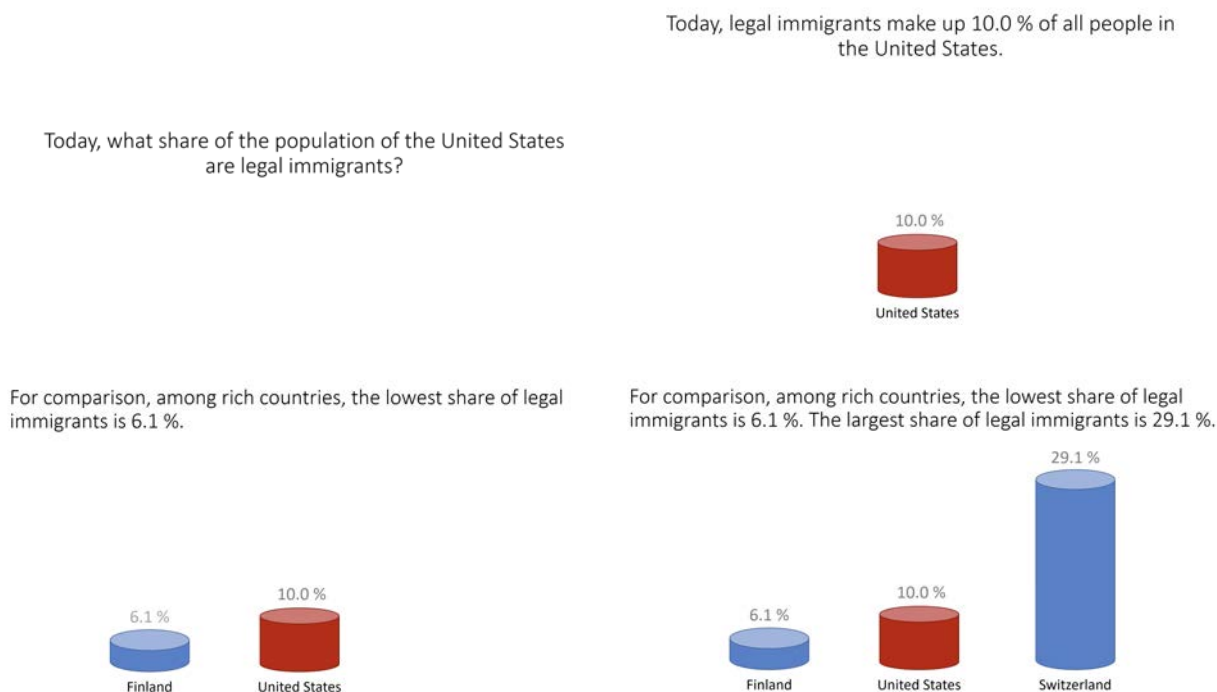 Today, what share of the population of the United States
are legal immigrants?
Today, legal immigrants make up 10.0 % of all people in
the United States.
10.0 %
United States
For comparison, among rich countries, the lowest share of legal
immigrants is 6.1 %.
6.1 %
10.0 %
Finland
United States
For comparison, among rich countries, the lowest share of legal
immigrants is 6.1 %. The largest share of legal immigrants is 29.1 %.
29.1 %
6.1 %
10.0 %
Finland
United States
Switzerland